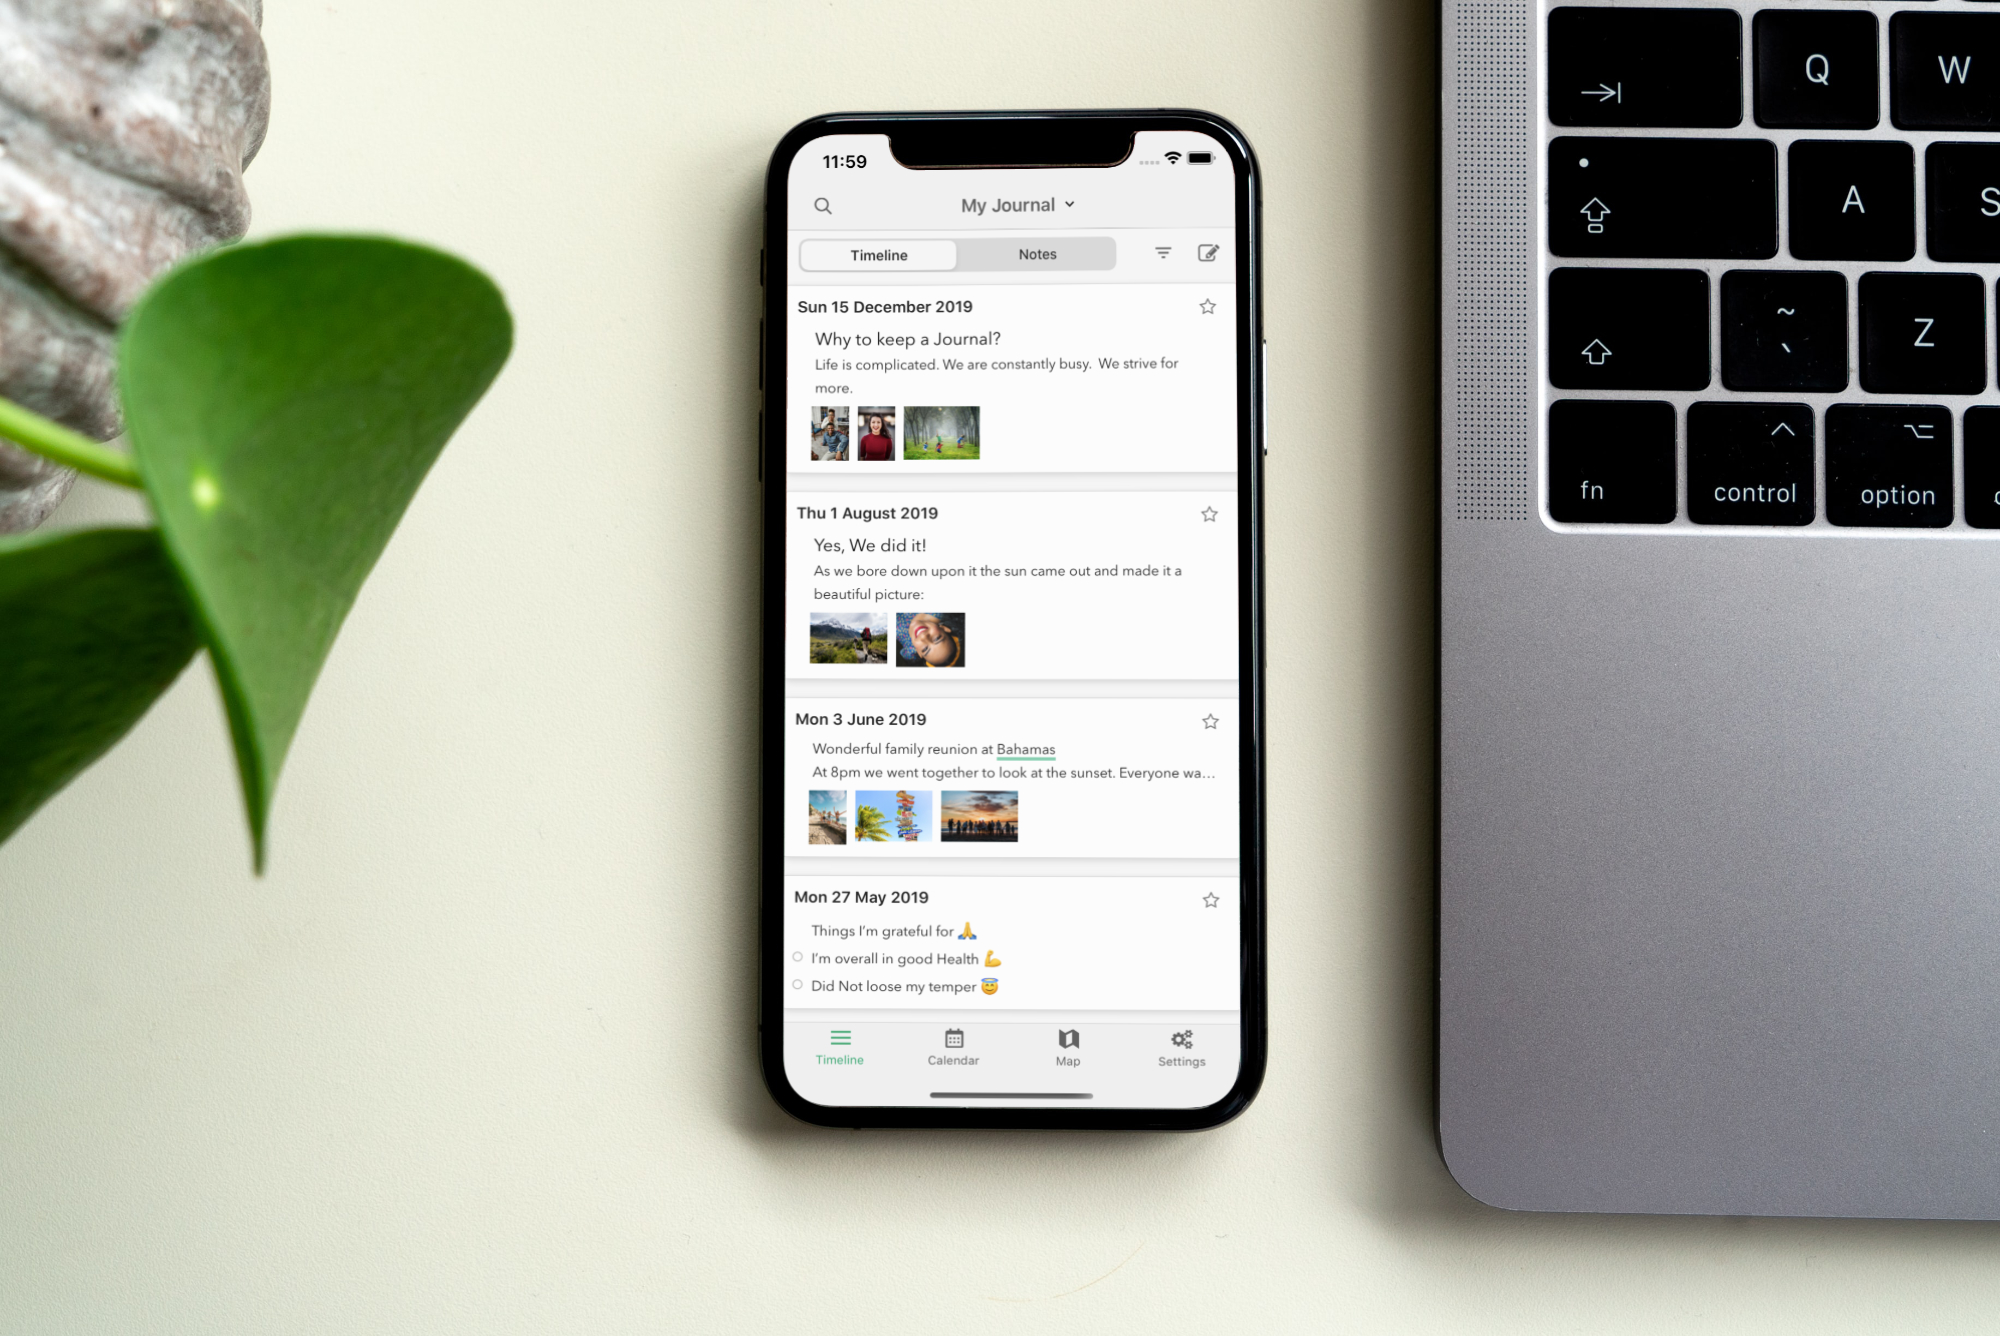 11:59
My Journal
Timeline Notes
Sun 15 December 2019
Why to keep a Journal?
Life is complicated. We are constantly busy. We strive for
more.
Thu 1 August 2019
Yes, We did it!
As we bore down upon it the sun came out and made it a
beautiful picture:
Mon 3 June 2019
Wonderful family reunion at Bahamas
At 8pm we went together to look at the sunset. Everyone wa...
Mon 27 May 2019
Things I'm grateful for 🙏
I'm overall in good Health 💪
Did Not loose my temper 😇
Timeline Calendar Map Settings
Q W
A S
~
` Z
fn control option